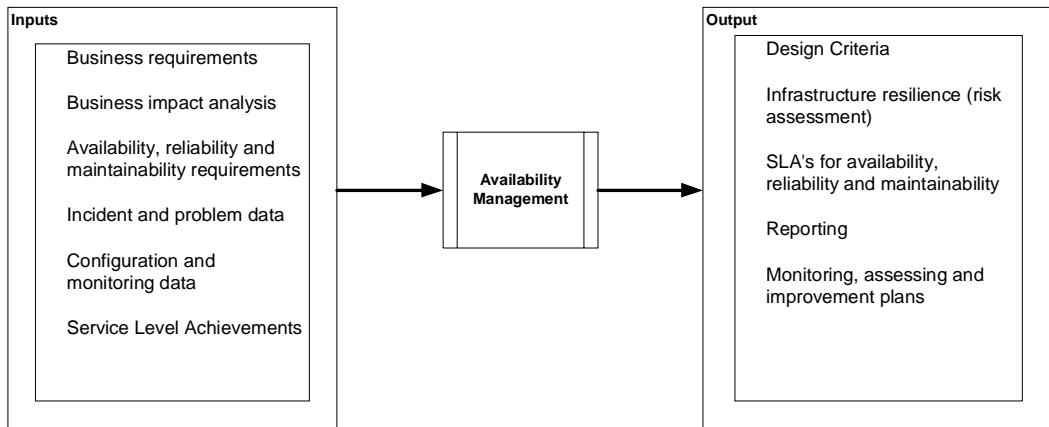 Inputs
Business requirements
Business impact analysis
Availability, reliability and
maintainability requirements
Incident and problem data
Configuration and
monitoring data
Service Level Achievements
Availability
Management
Output
Design Criteria
Infrastructure resilience (risk
assessment)
SLA's for availability,
reliability and maintainability
Reporting
Monitoring, assessing and
improvement plans